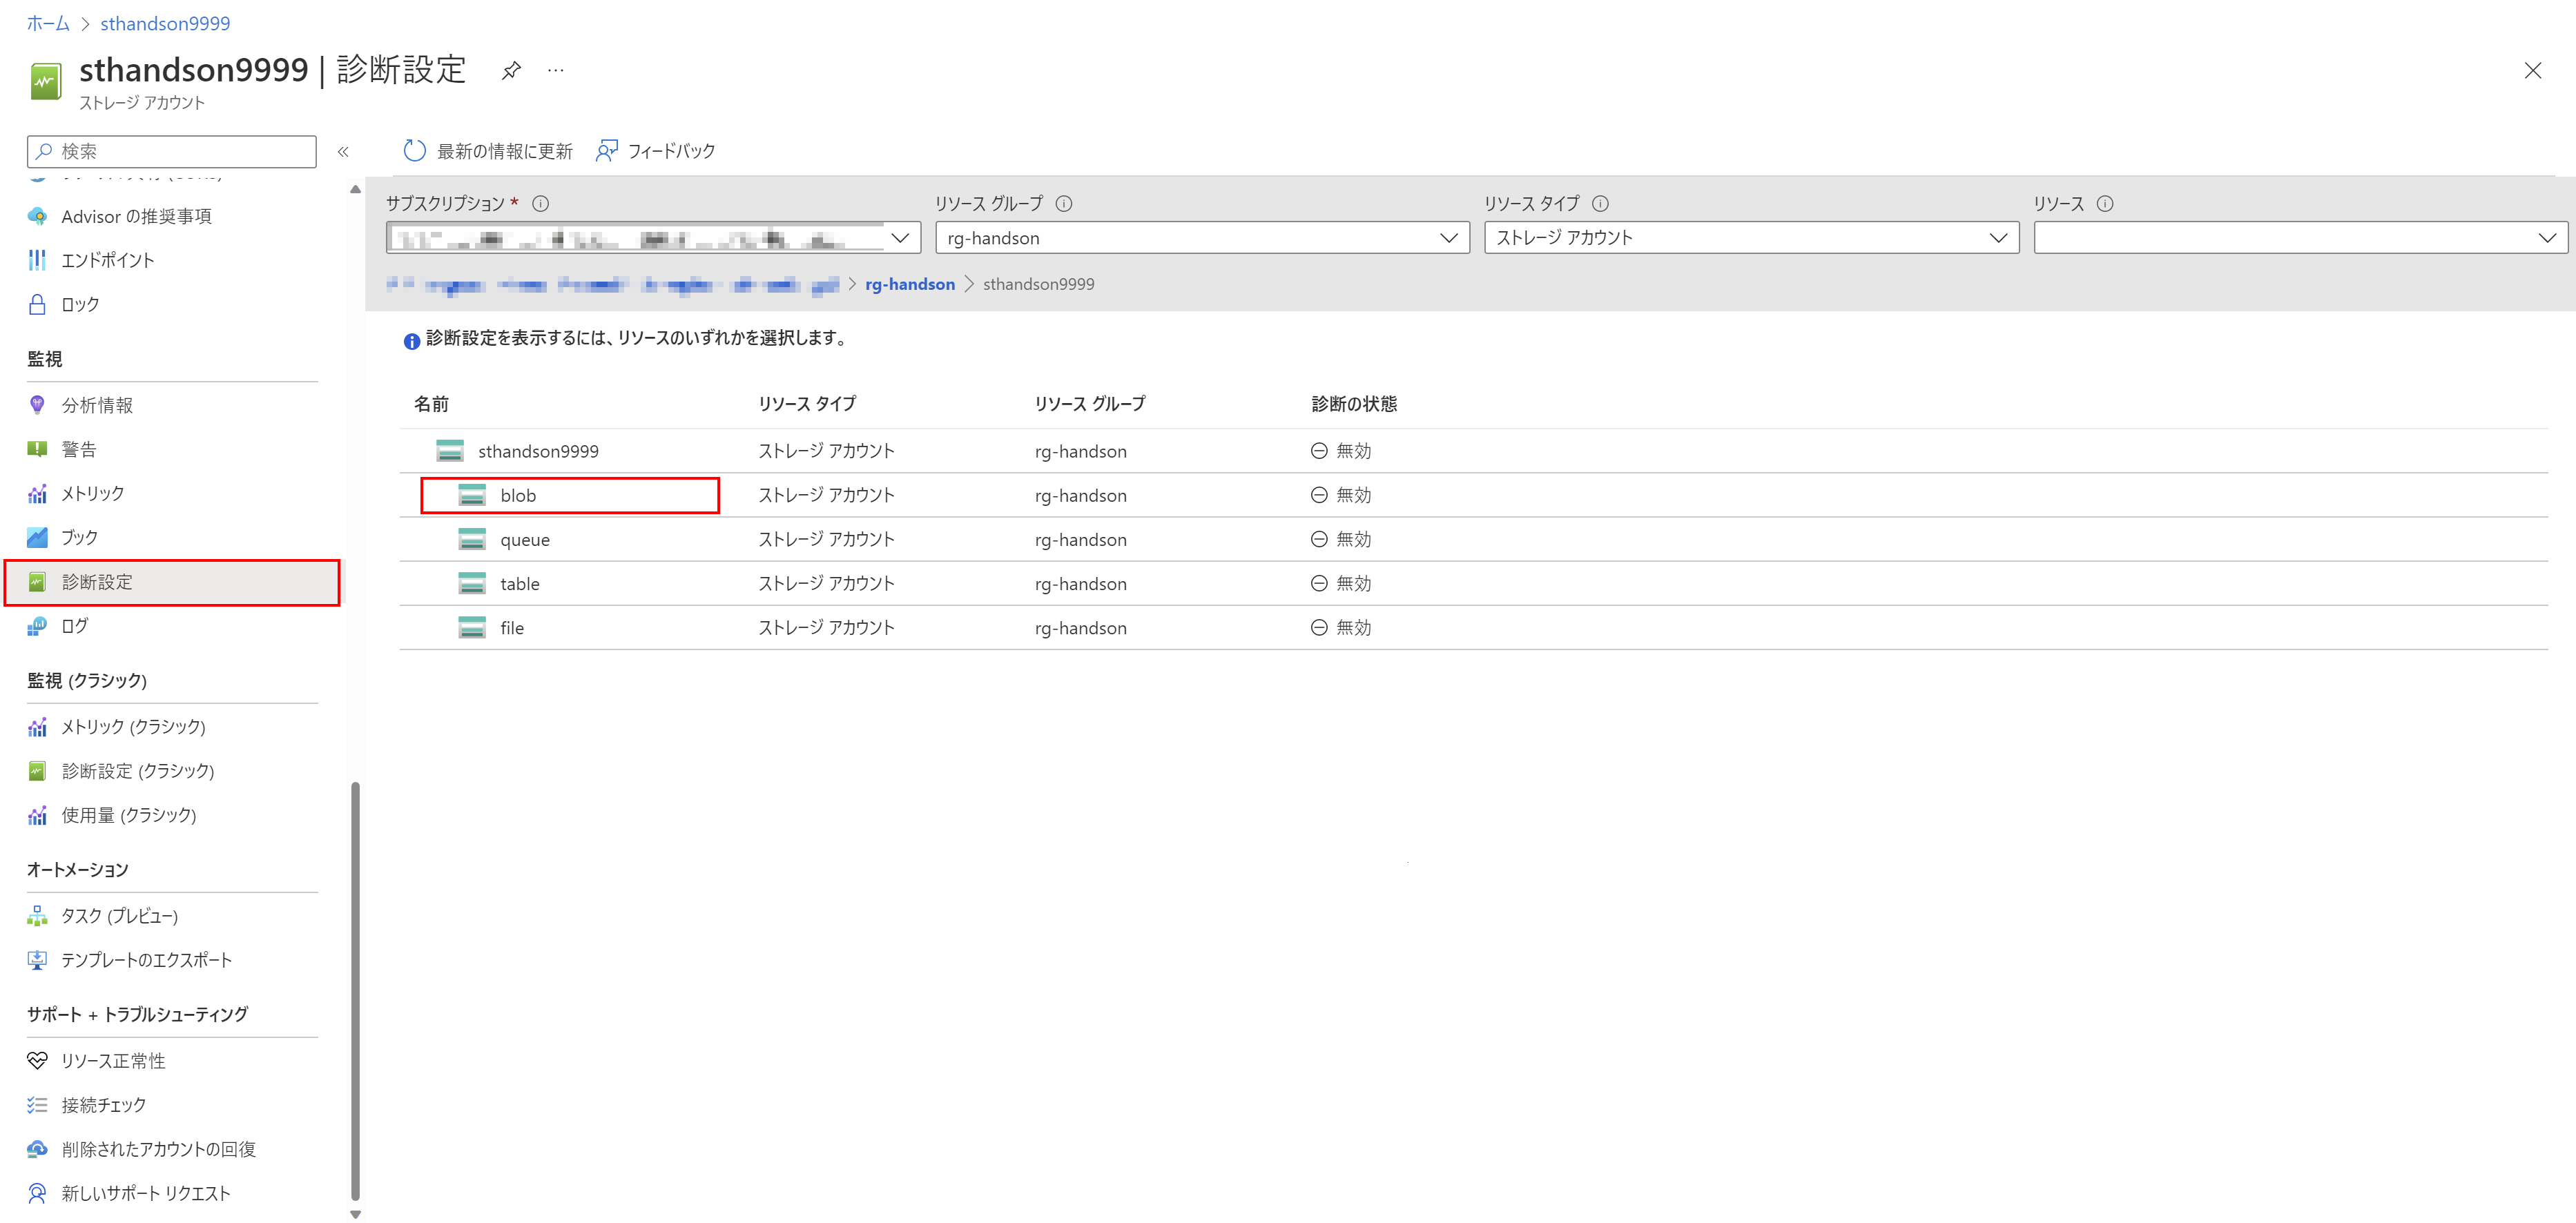 ホーム > sthandson9999
sthandson9999 | 診断設定 ...
ストレージ アカウント
検索
«
最新の情報に更新 フィードバック
Advisor の推奨事項
エンドポイント
ロック
監視
分析情報
警告
メトリック
ブック
診断設定
ログ
監視 (クラシック)
メトリック (クラシック)
診断設定 (クラシック)
使用量 (クラシック)
オートメーション
タスク (プレビュー)
テンプレートのエクスポート
サポート + トラブルシューティング
リソース正常性
接続チェック
削除されたアカウントの回復
新しいサポート リクエスト
サブスクリプション * リソース グループ リソース タイプ リソース
rg-handson ストレージ アカウント
> rg-handson > sthandson9999
診断設定を表示するには、リソースのいずれかを選択します。
名前 リソース タイプ リソース グループ 診断の状態
sthandson9999 ストレージ アカウント rg-handson 無効
blob ストレージ アカウント rg-handson 無効
queue ストレージ アカウント rg-handson 無効
table ストレージ アカウント rg-handson 無効
file ストレージ アカウント rg-handson 無効